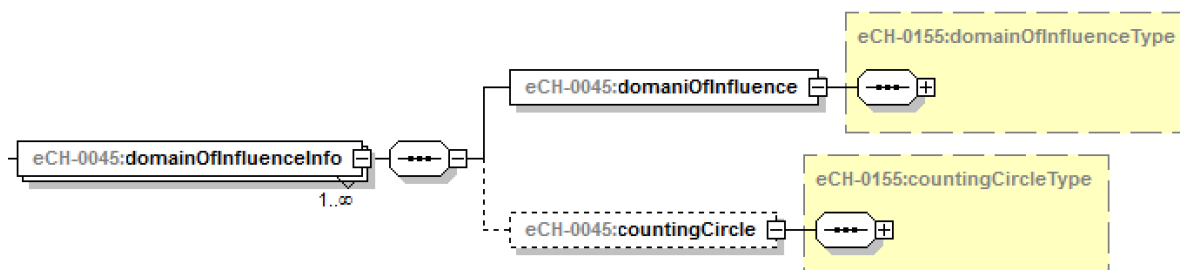 eCH-0155:domainOfInfluenceType
eCH-0045:domaniOfInfluence
eCH-0045:domainOfInfluenceInfo
1..∞
eCH-0155:countingCircleType
eCH-0045:countingCircle